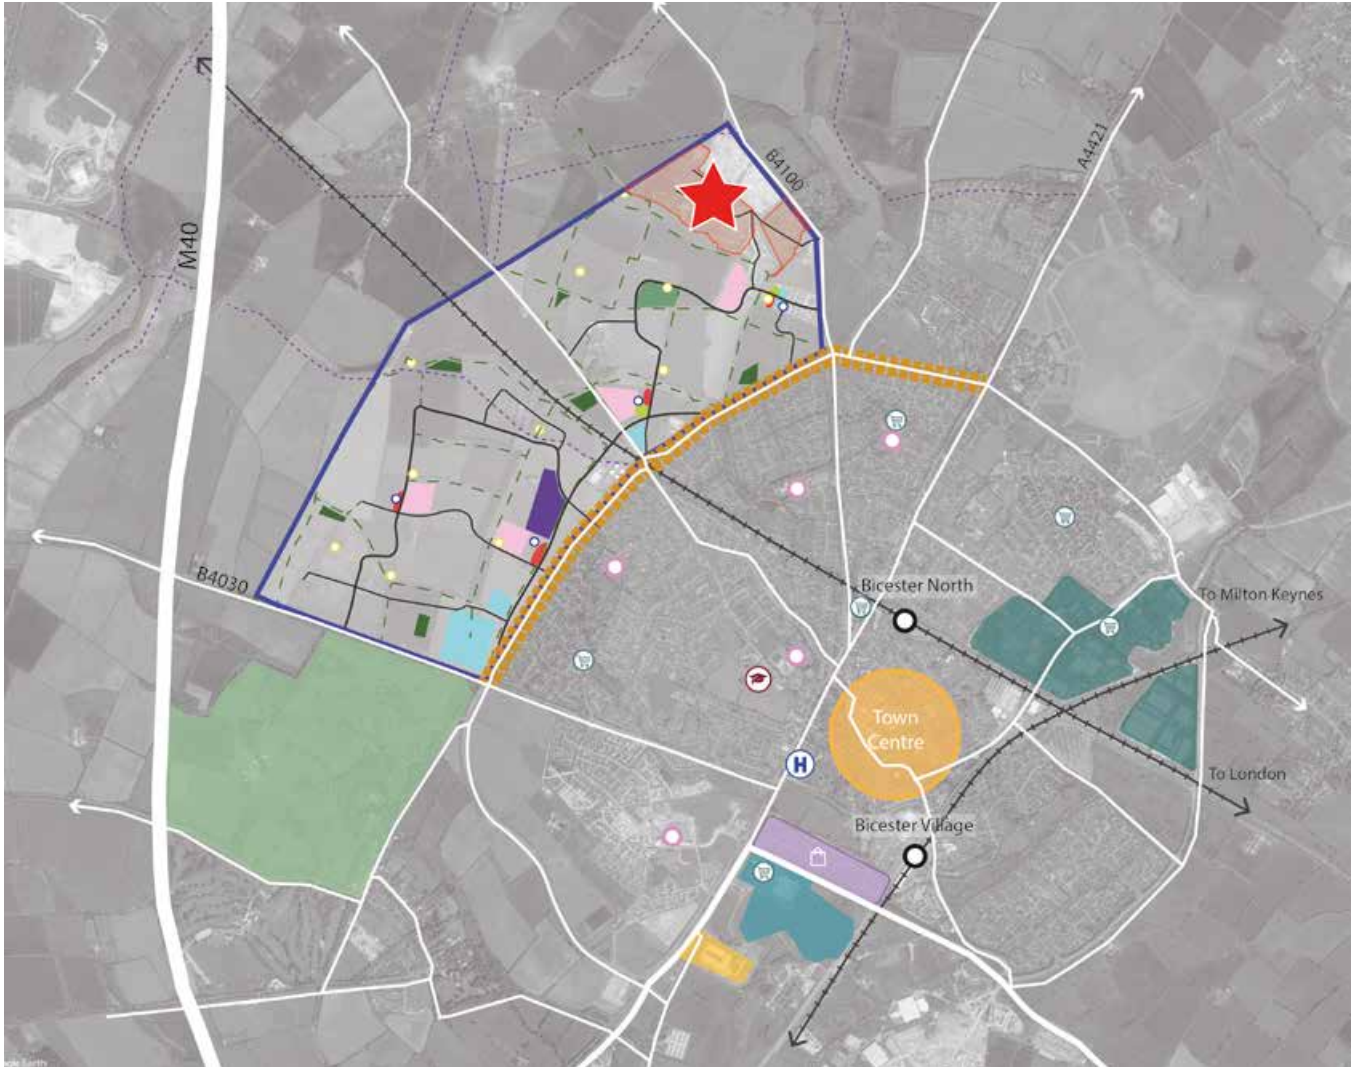 B4100
A4421
M40
B4030
Bicester North
To Milton Keynes
Town
Centre
H
To London
Bicester Village